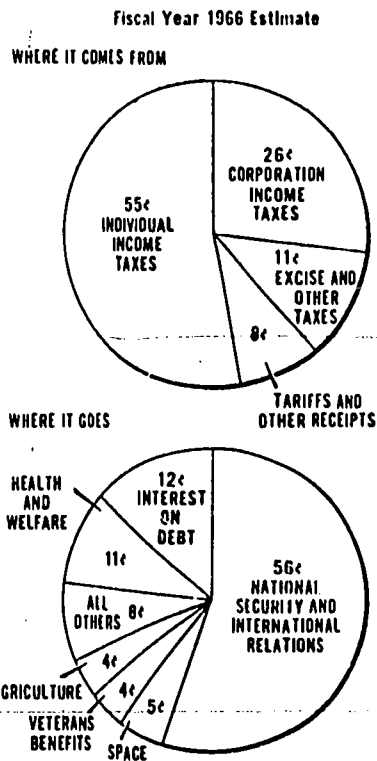 Fiscal Year 1966 Estimate
WHERE IT COMES FROM
26¢
CORPORATION
INCOME
TAXES
55¢
INDIVIDUAL
INCOME
TAXES
11¢
EXCISE AND
OTHER
TAXES
8¢
TARIFFS AND
OTHER RECEIPTS
WHERE IT GOES
12¢
INTEREST
ON
DEBT
HEALTH
AND
WELFARE
11¢
56¢
NATIONAL
SECURITY AND
INTERNATIONAL
RELATIONS
ALL
OTHERS 8¢
4¢
GRICULTURE
4¢
VETERANS
BENEFITS
5¢
SPACE